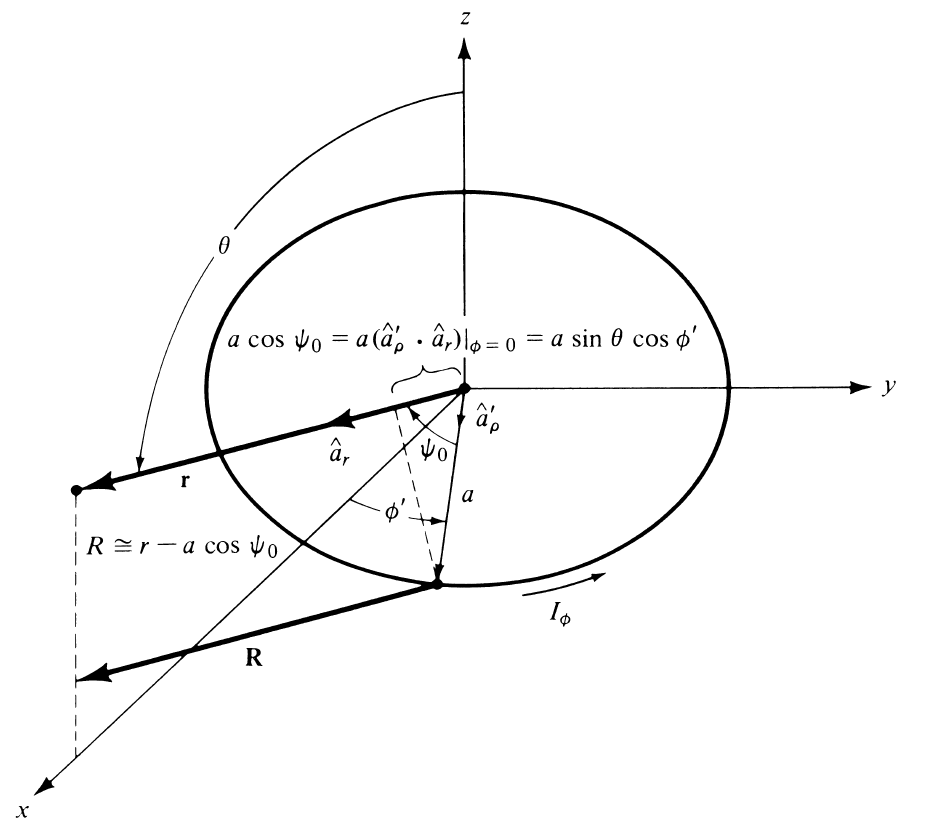 z
θ
a cos ψ₀ = a(â′ρ · âr)|ϕ = 0 = a sin θ cos ϕ′
y
â′ρ
âr
ψ₀
r
a
ϕ′
R ≅ r − a cos ψ₀
Iϕ
R
x